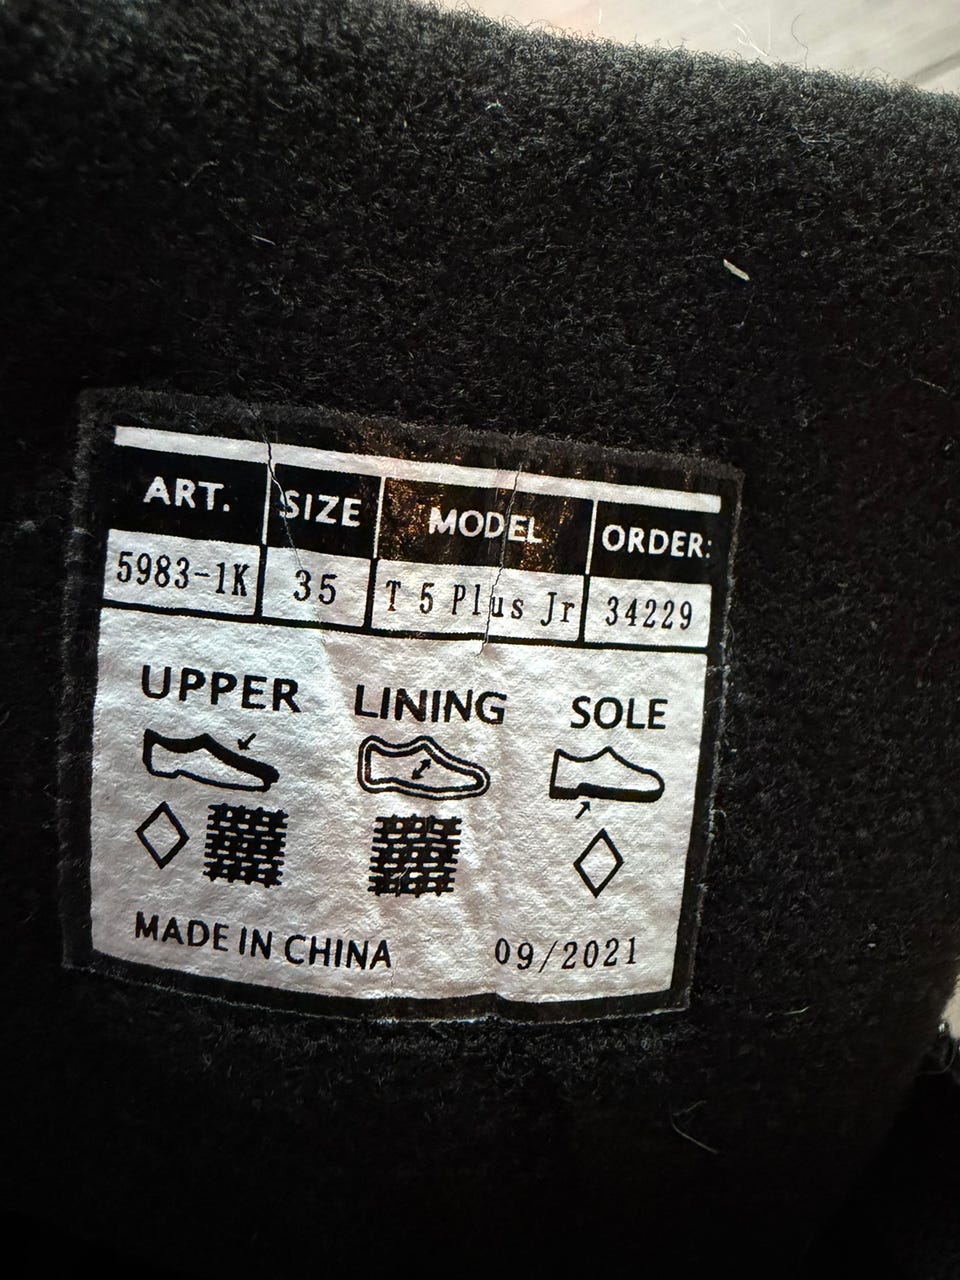 ART. SIZE MODEL ORDER:
5983-1K 35 T 5 Plus Jr 34229
UPPER LINING SOLE
MADE IN CHINA 09/2021